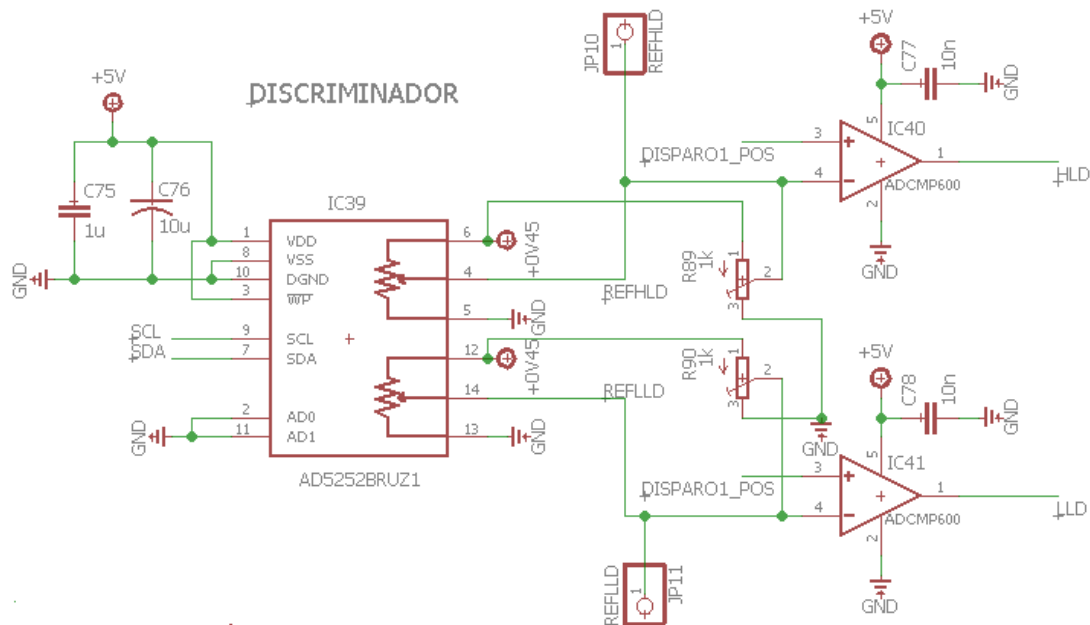 DISCRIMINADOR
+5V
C75
1u
C76
10u
GND
IC39
1 VDD
8 VSS
10 DGND
3 WP
9 SCL
7 SDA
2 AD0
11 AD1
SCL
SDA
GND
AD5252BRUZ1
6
4
5
12
14
13
+0V45
REFHLD
GND
+0V45
REFLLD
GND
JP10
1
REFHLD
DISPARO1_POS
R89
1k
1
2
3
R90
1k
1
2
3
GND
+5V
C77
10n
GND
3
4
5
IC40
1
ADCMP600
2
GND
HLD
+5V
C78
10n
GND
DISPARO1_POS
3
4
5
IC41
1
ADCMP600
2
GND
LLD
REFLLD
1
JP11